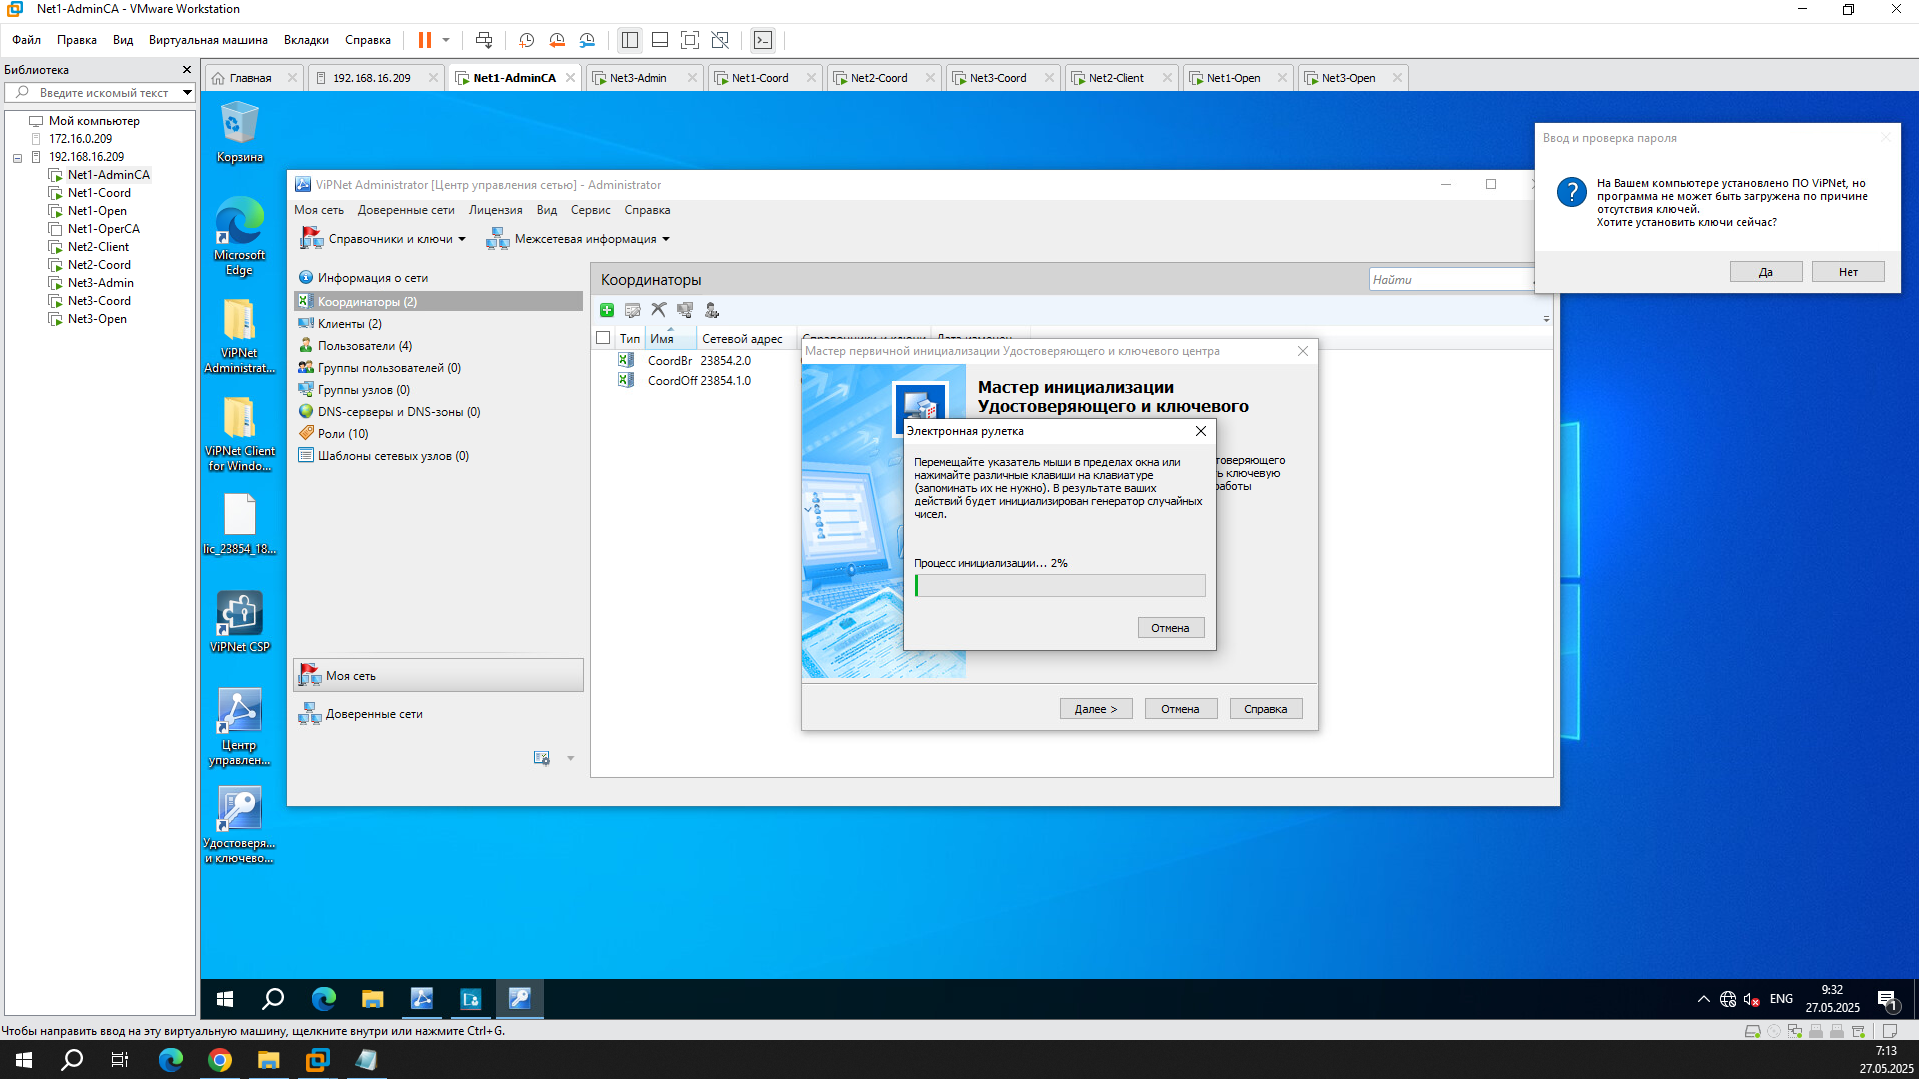 Net1-AdminCA - VMware Workstation
Файл Правка Вид Виртуальная машина Вкладки Справка
Библиотека
Введите искомый текст
Мой компьютер
172.16.0.209
192.168.16.209
Net1-AdminCA
Net1-Coord
Net1-Open
Net1-OperCA
Net2-Client
Net2-Coord
Net3-Admin
Net3-Coord
Net3-Open
Главная 192.168.16.209 Net1-AdminCA Net3-Admin Net1-Coord Net2-Coord Net3-Coord Net2-Client Net1-Open Net3-Open
Корзина
Microsoft
Edge
ViPNet
Administrat...
ViPNet Client
for Windo...
lic_23854_18...
ViPNet CSP
Центр
управлен...
Удостоверя...
и ключево...
ViPNet Administrator [Центр управления сетью] - Administrator
Моя сеть Доверенные сети Лицензия Вид Сервис Справка
Справочники и ключи Межсетевая информация
Информация о сети
Координаторы (2)
Клиенты (2)
Пользователи (4)
Группы пользователей (0)
Группы узлов (0)
DNS-серверы и DNS-зоны (0)
Роли (10)
Шаблоны сетевых узлов (0)
Моя сеть
Доверенные сети
Координаторы
Найти
Тип Имя Сетевой адрес Справочники и ключи Дата изменен
CoordBr 23854.2.0
CoordOff 23854.1.0
Мастер первичной инициализации Удостоверяющего и ключевого центра
Мастер инициализации
Удостоверяющего и ключевого
товеряющего
ь ключевую
работы
Далее > Отмена Справка
Электронная рулетка
Перемещайте указатель мыши в пределах окна или
нажимайте различные клавиши на клавиатуре
(запоминать их не нужно). В результате ваших
действий будет инициализирован генератор случайных
чисел.
Процесс инициализации... 2%
Отмена
Ввод и проверка пароля
На Вашем компьютере установлено ПО ViPNet, но
программа не может быть загружена по причине
отсутствия ключей.
Хотите установить ключи сейчас?
Да Нет
ENG
9:32
27.05.2025
1
Чтобы направить ввод на эту виртуальную машину, щелкните внутри или нажмите Ctrl+G.
7:13
27.05.2025